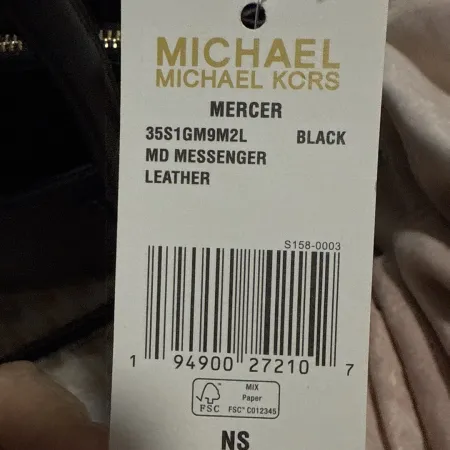 MICHAEL
MICHAEL KORS
MERCER
35S1GM9M2L BLACK
MD MESSENGER
LEATHER
S158-0003
1 94900 27210 7
FSC
MIX
Paper
FSC® C012345
NS